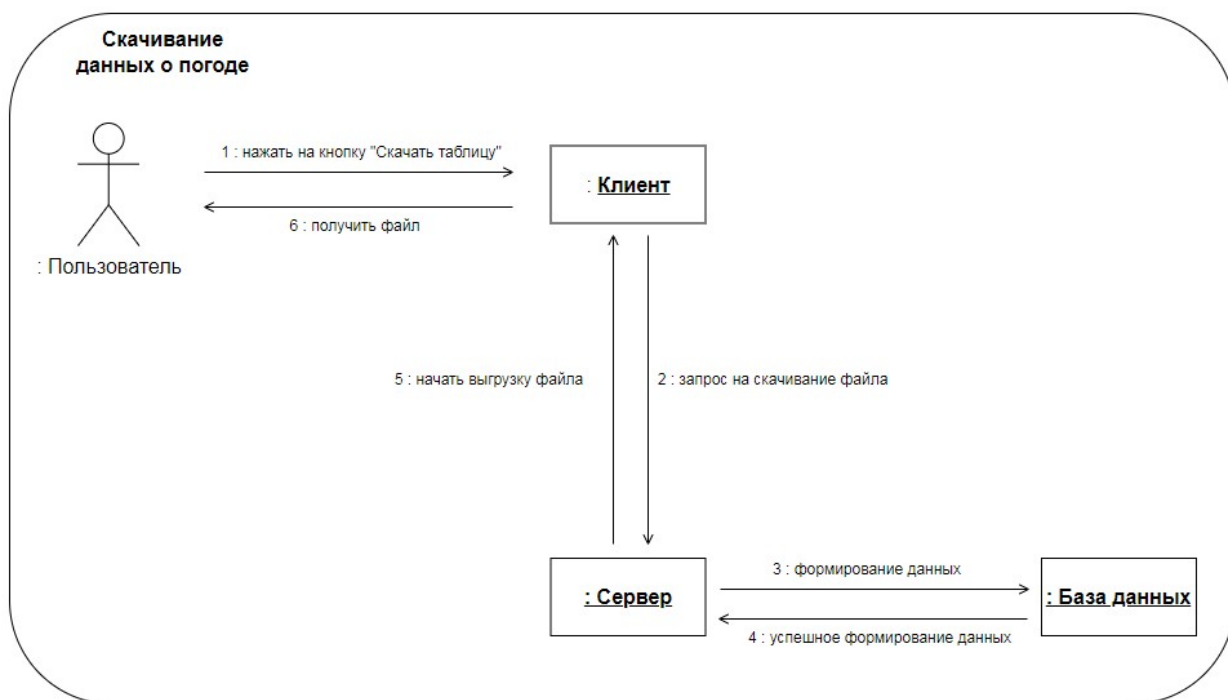 Скачивание
данных о погоде
1 : нажать на кнопку "Скачать таблицу"
: Клиент
6 : получить файл
: Пользователь
5 : начать выгрузку файла
2 : запрос на скачивание файла
3 : формирование данных
: Сервер
: База данных
4 : успешное формирование данных